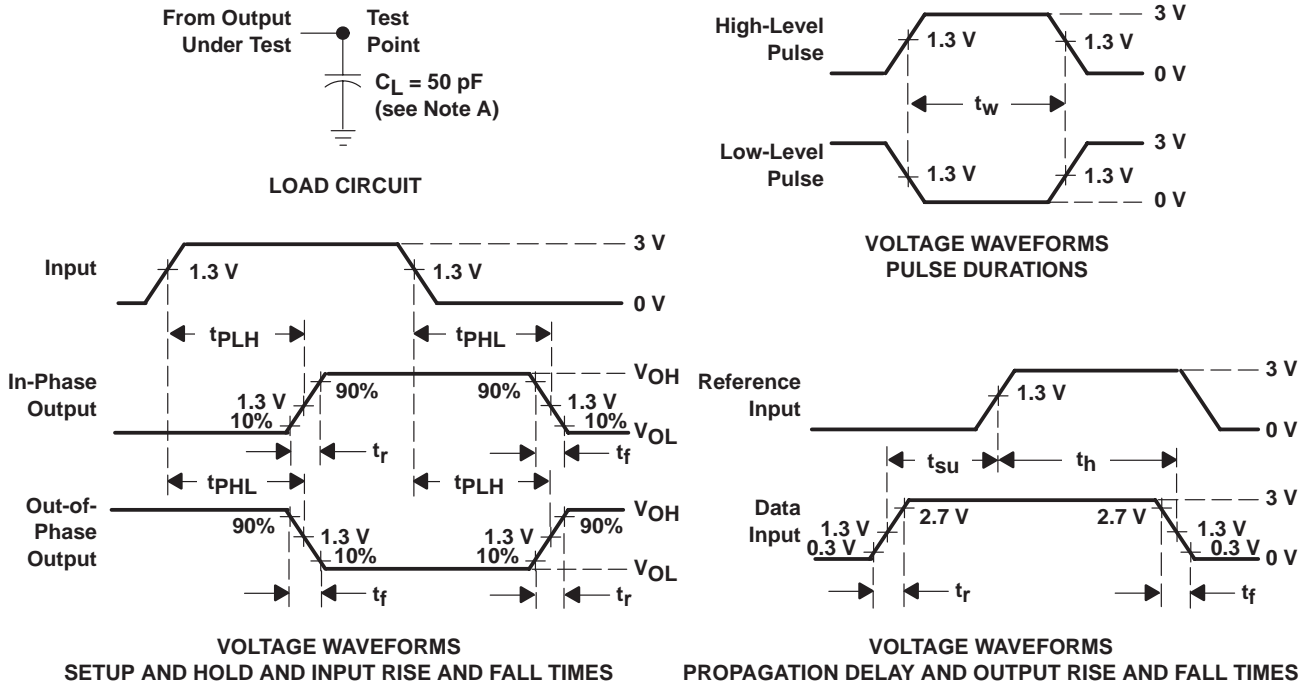 From Output
Under Test
Test
Point
CL = 50 pF
(see Note A)
LOAD CIRCUIT
High-Level
Pulse
3 V
1.3 V
1.3 V
0 V
tw
Low-Level
Pulse
3 V
1.3 V
1.3 V
0 V
VOLTAGE WAVEFORMS
PULSE DURATIONS
Input
3 V
1.3 V
1.3 V
0 V
tPLH
tPHL
In-Phase
Output
VOH
90%
90%
1.3 V
1.3 V
10%
10%
VOL
tr
tf
tPHL
tPLH
Out-of-
Phase
Output
VOH
90%
90%
1.3 V
1.3 V
10%
10%
VOL
tf
tr
VOLTAGE WAVEFORMS
SETUP AND HOLD AND INPUT RISE AND FALL TIMES
Reference
Input
3 V
1.3 V
0 V
tsu
th
Data
Input
3 V
2.7 V
2.7 V
1.3 V
1.3 V
0.3 V
0.3 V
0 V
tr
tf
VOLTAGE WAVEFORMS
PROPAGATION DELAY AND OUTPUT RISE AND FALL TIMES